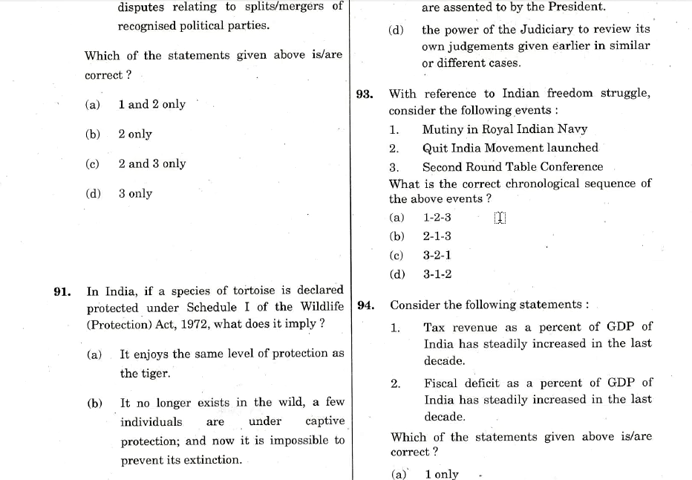 disputes relating to splits/mergers of
recognised political parties.
Which of the statements given above is/are
correct ?
(a) 1 and 2 only
(b) 2 only
(c) 2 and 3 only
(d) 3 only
91. In India, if a species of tortoise is declared
protected under Schedule I of the Wildlife
(Protection) Act, 1972, what does it imply ?
(a) It enjoys the same level of protection as
the tiger.
(b) It no longer exists in the wild, a few
individuals are under captive
protection; and now it is impossible to
prevent its extinction.
are assented to by the President.
(d) the power of the Judiciary to review its
own judgements given earlier in similar
or different cases.
93. With reference to Indian freedom struggle,
consider the following events :
1. Mutiny in Royal Indian Navy
2. Quit India Movement launched
3. Second Round Table Conference
What is the correct chronological sequence of
the above events ?
(a) 1-2-3
(b) 2-1-3
(c) 3-2-1
(d) 3-1-2
94. Consider the following statements :
1. Tax revenue as a percent of GDP of
India has steadily increased in the last
decade.
2. Fiscal deficit as a percent of GDP of
India has steadily increased in the last
decade.
Which of the statements given above is/are
correct ?
(a) 1 only